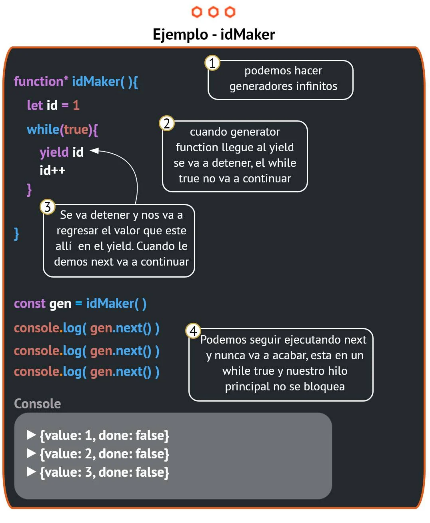 Ejemplo - idMaker
function* idMaker( ){
let id = 1
while(true){
yield id
id++
}
}
1
podemos hacer
generadores infinitos
2
cuando generator
function llegue al yield
se va a detener, el while
true no va a continuar
3
Se va detener y nos va a
regresar el valor que este
allí en el yield. Cuando le
demos next va a continuar
const gen = idMaker( )
console.log( gen.next() )
console.log( gen.next() )
console.log( gen.next() )
4
Podemos seguir ejecutando next
y nunca va a acabar, esta en un
while true y nuestro hilo
principal no se bloquea
Console
▶ {value: 1, done: false}
▶ {value: 2, done: false}
▶ {value: 3, done: false}